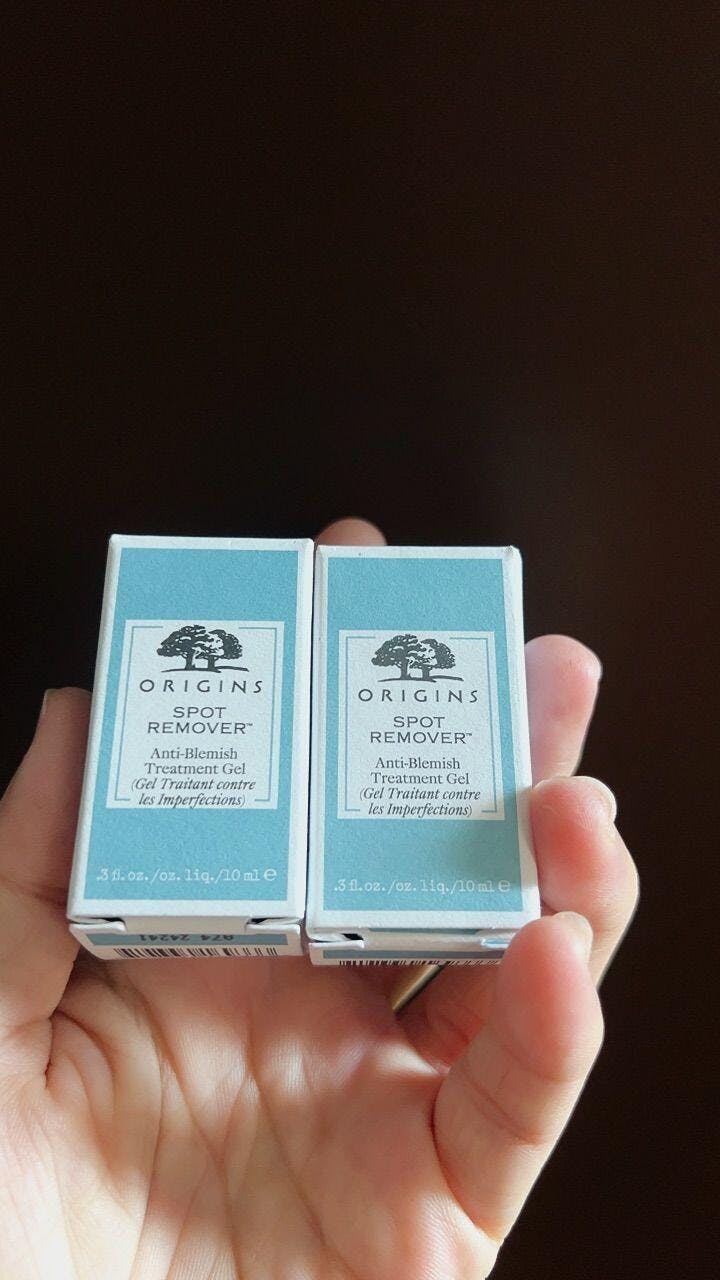 ORIGINS
SPOT
REMOVER™
Anti-Blemish
Treatment Gel
(Gel Traitant contre
les Imperfections)
.3 fl.oz./oz.liq./10 ml ℮
ORIGINS
SPOT
REMOVER™
Anti-Blemish
Treatment Gel
(Gel Traitant contre
les Imperfections)
.3 fl.oz./oz.liq./10 ml ℮